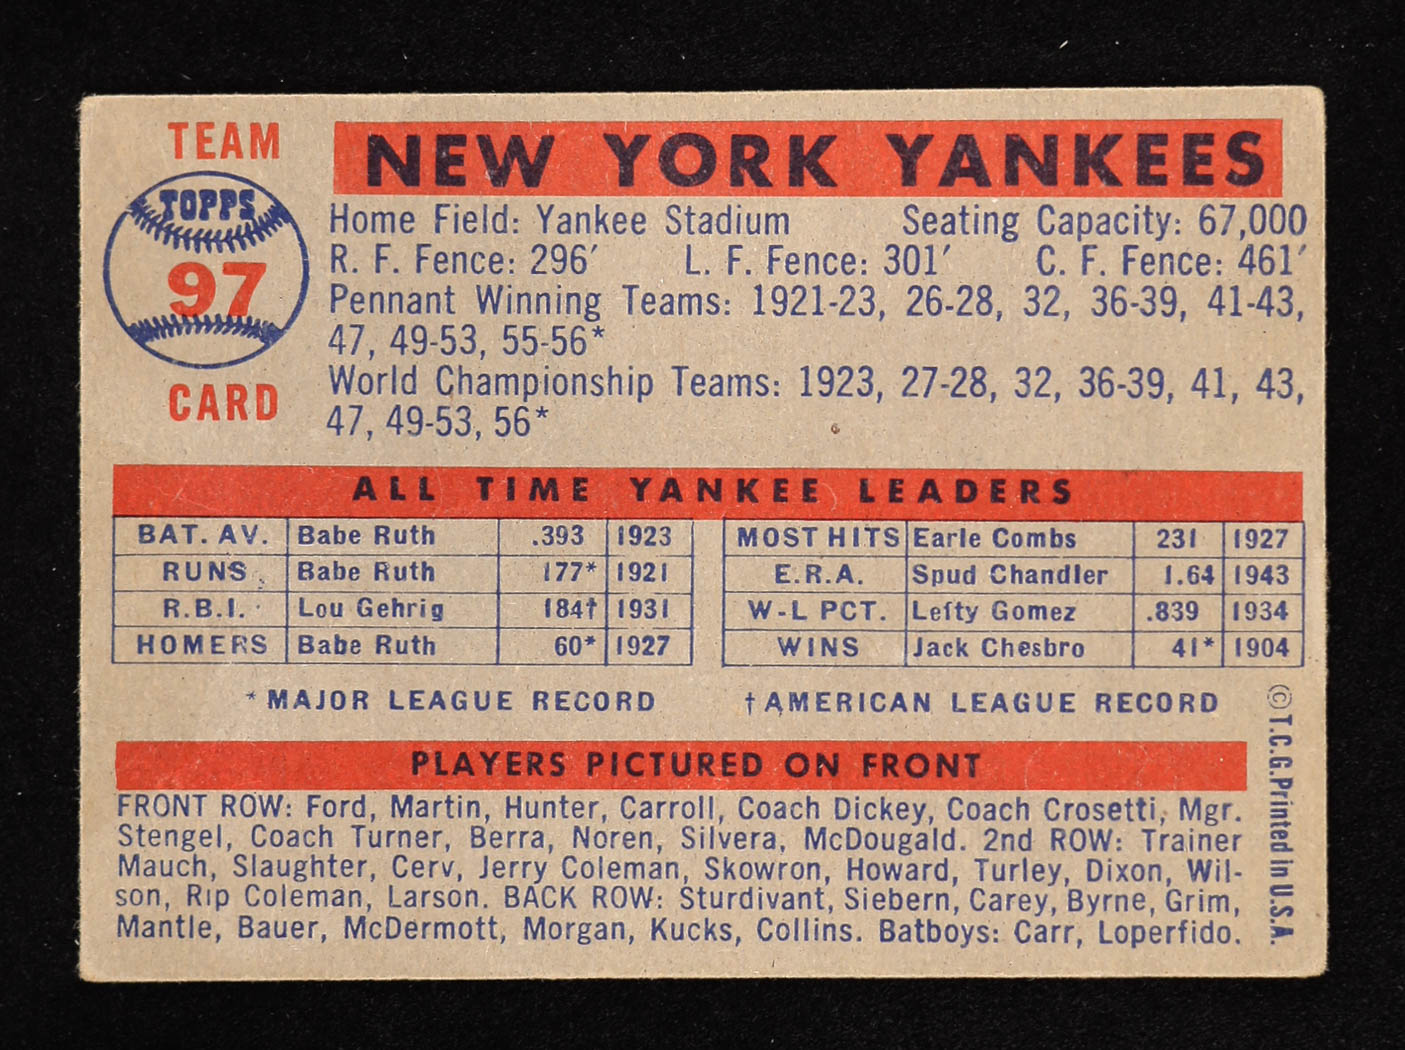 TEAM
TOPPS
97
CARD
NEW YORK YANKEES
Home Field: Yankee Stadium Seating Capacity: 67,000
R. F. Fence: 296′ L. F. Fence: 301′ C. F. Fence: 461′
Pennant Winning Teams: 1921-23, 26-28, 32, 36-39, 41-43,
47, 49-53, 55-56*
World Championship Teams: 1923, 27-28, 32, 36-39, 41, 43,
47, 49-53, 56*
ALL TIME YANKEE LEADERS
BAT. AV. Babe Ruth .393 1923 MOST HITS Earle Combs 231 1927
RUNS Babe Ruth 177* 1921 E.R.A. Spud Chandler 1.64 1943
R.B.I. Lou Gehrig 184† 1931 W-L PCT. Lefty Gomez .839 1934
HOMERS Babe Ruth 60* 1927 WINS Jack Chesbro 41* 1904
*MAJOR LEAGUE RECORD †AMERICAN LEAGUE RECORD
PLAYERS PICTURED ON FRONT
FRONT ROW: Ford, Martin, Hunter, Carroll, Coach Dickey, Coach Crosetti, Mgr.
Stengel, Coach Turner, Berra, Noren, Silvera, McDougald. 2nd ROW: Trainer
Mauch, Slaughter, Cerv, Jerry Coleman, Skowron, Howard, Turley, Dixon, Wil-
son, Rip Coleman, Larson. BACK ROW: Sturdivant, Siebern, Carey, Byrne, Grim,
Mantle, Bauer, McDermott, Morgan, Kucks, Collins. Batboys: Carr, Loperfido.
© T.C.G. Printed in U.S.A.